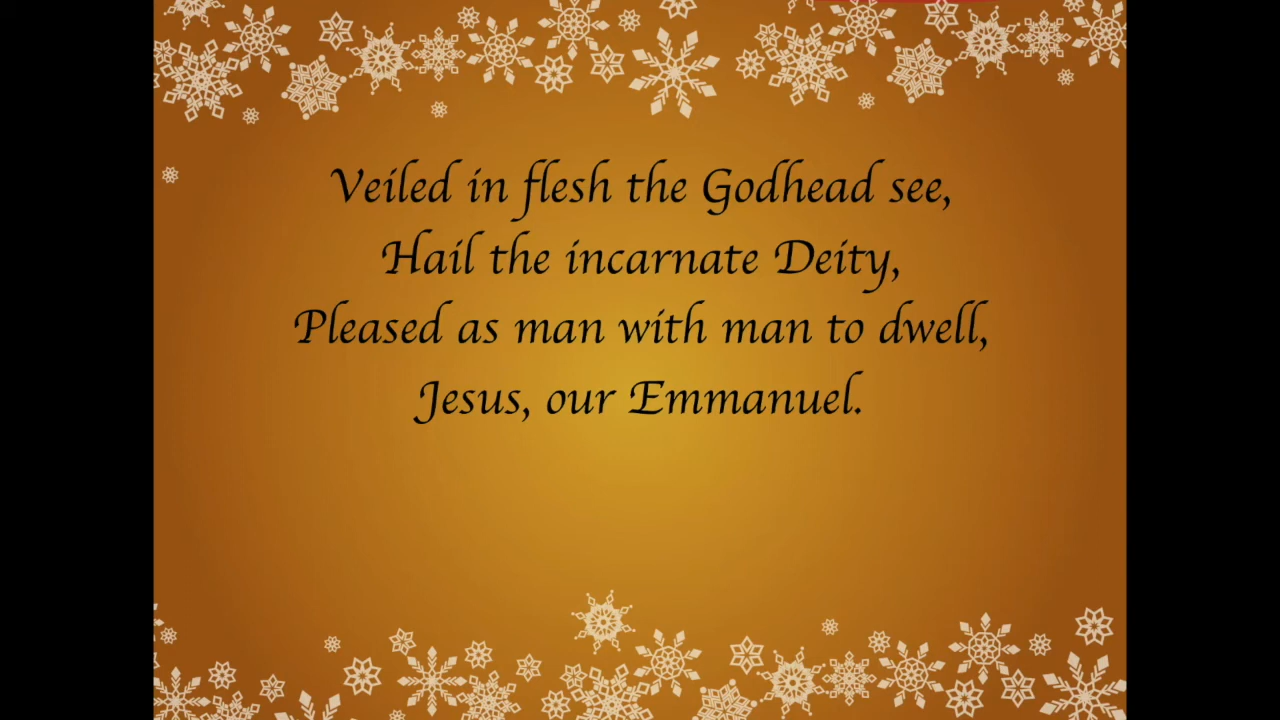 Veiled in flesh the Godhead see,
Hail the incarnate Deity,
Pleased as man with man to dwell,
Jesus, our Emmanuel.